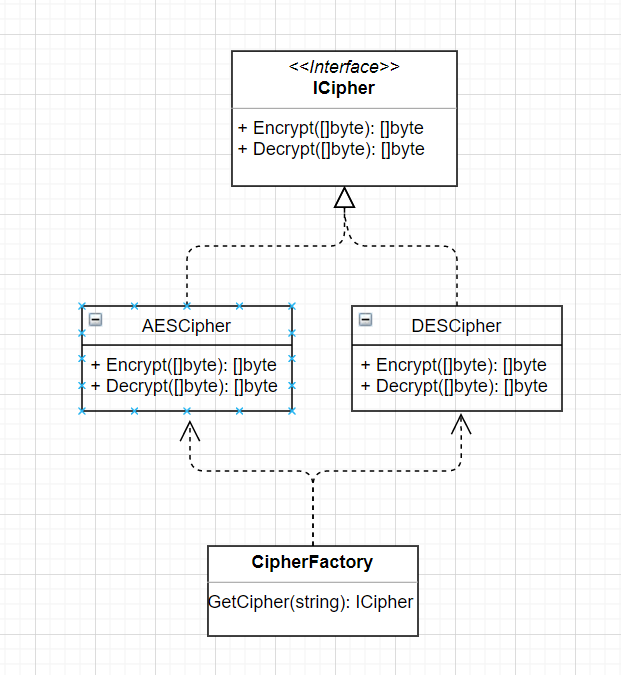 <<Interface>>
ICipher
+ Encrypt([]byte): []byte
+ Decrypt([]byte): []byte
AESCipher
+ Encrypt([]byte): []byte
+ Decrypt([]byte): []byte
DESCipher
+ Encrypt([]byte): []byte
+ Decrypt([]byte): []byte
CipherFactory
GetCipher(string): ICipher